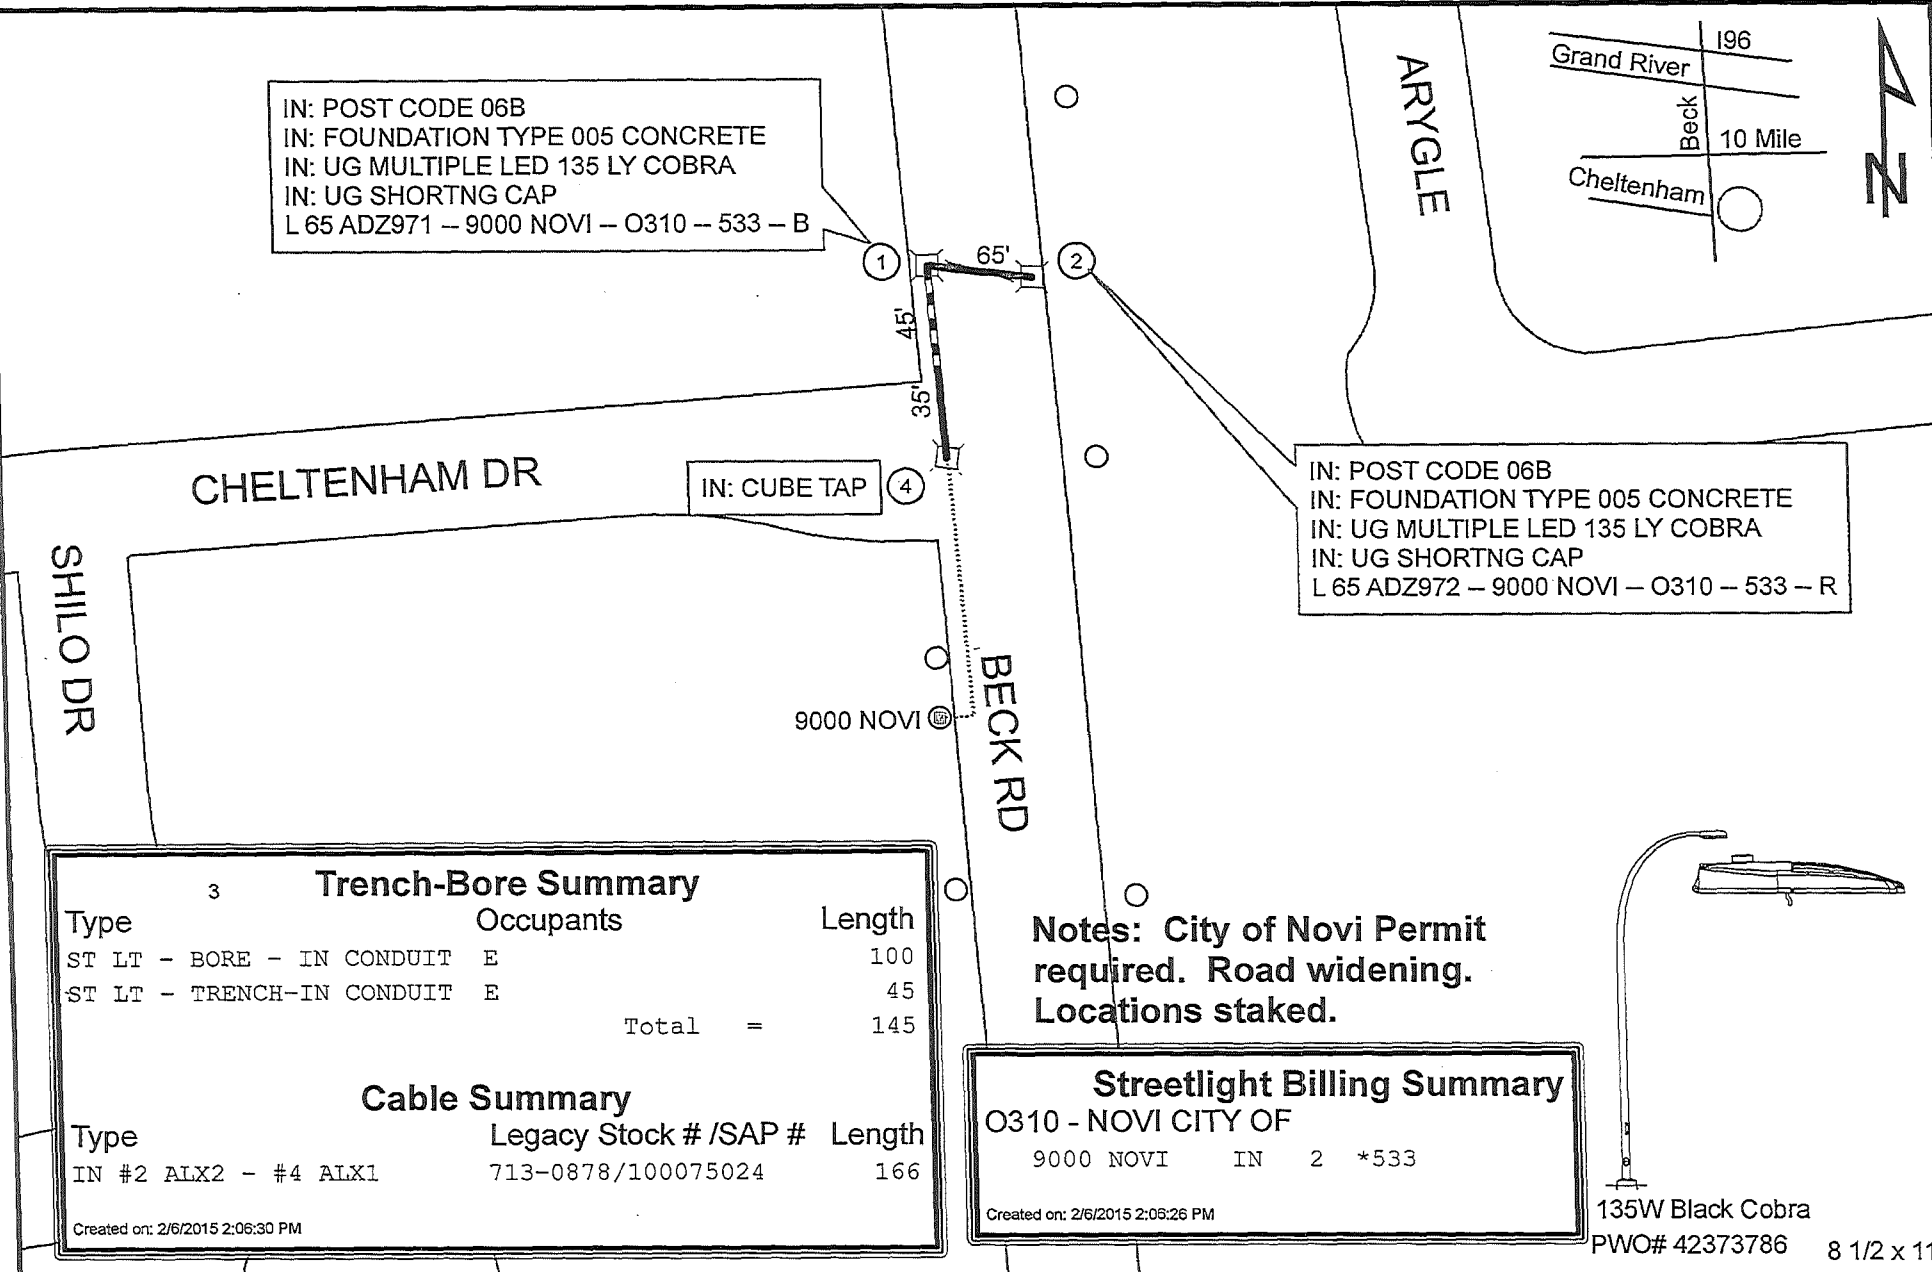 IN: POST CODE 06B
IN: FOUNDATION TYPE 005 CONCRETE
IN: UG MULTIPLE LED 135 LY COBRA
IN: UG SHORTNG CAP
L 65 ADZ971 -- 9000 NOVI -- O310 -- 533 -- B
ARYGLE
I96
Grand River
Beck
10 Mile
Cheltenham
N
1
65'
2
45'
35'
CHELTENHAM DR
IN: CUBE TAP
4
IN: POST CODE 06B
IN: FOUNDATION TYPE 005 CONCRETE
IN: UG MULTIPLE LED 135 LY COBRA
IN: UG SHORTNG CAP
L 65 ADZ972 -- 9000 NOVI -- O310 -- 533 -- R
SHILO DR
BECK RD
9000 NOVI
3
Trench-Bore Summary
Type Occupants Length
ST LT - BORE - IN CONDUIT E 100
ST LT - TRENCH-IN CONDUIT E 45
Total = 145
Cable Summary
Type Legacy Stock # /SAP # Length
IN #2 ALX2 - #4 ALX1 713-0878/100075024 166
Created on: 2/6/2015 2:06:30 PM
Notes: City of Novi Permit
required. Road widening.
Locations staked.
Streetlight Billing Summary
O310 - NOVI CITY OF
9000 NOVI IN 2 *533
Created on: 2/6/2015 2:06:26 PM
135W Black Cobra
PWO# 42373786
8 1/2 x 11